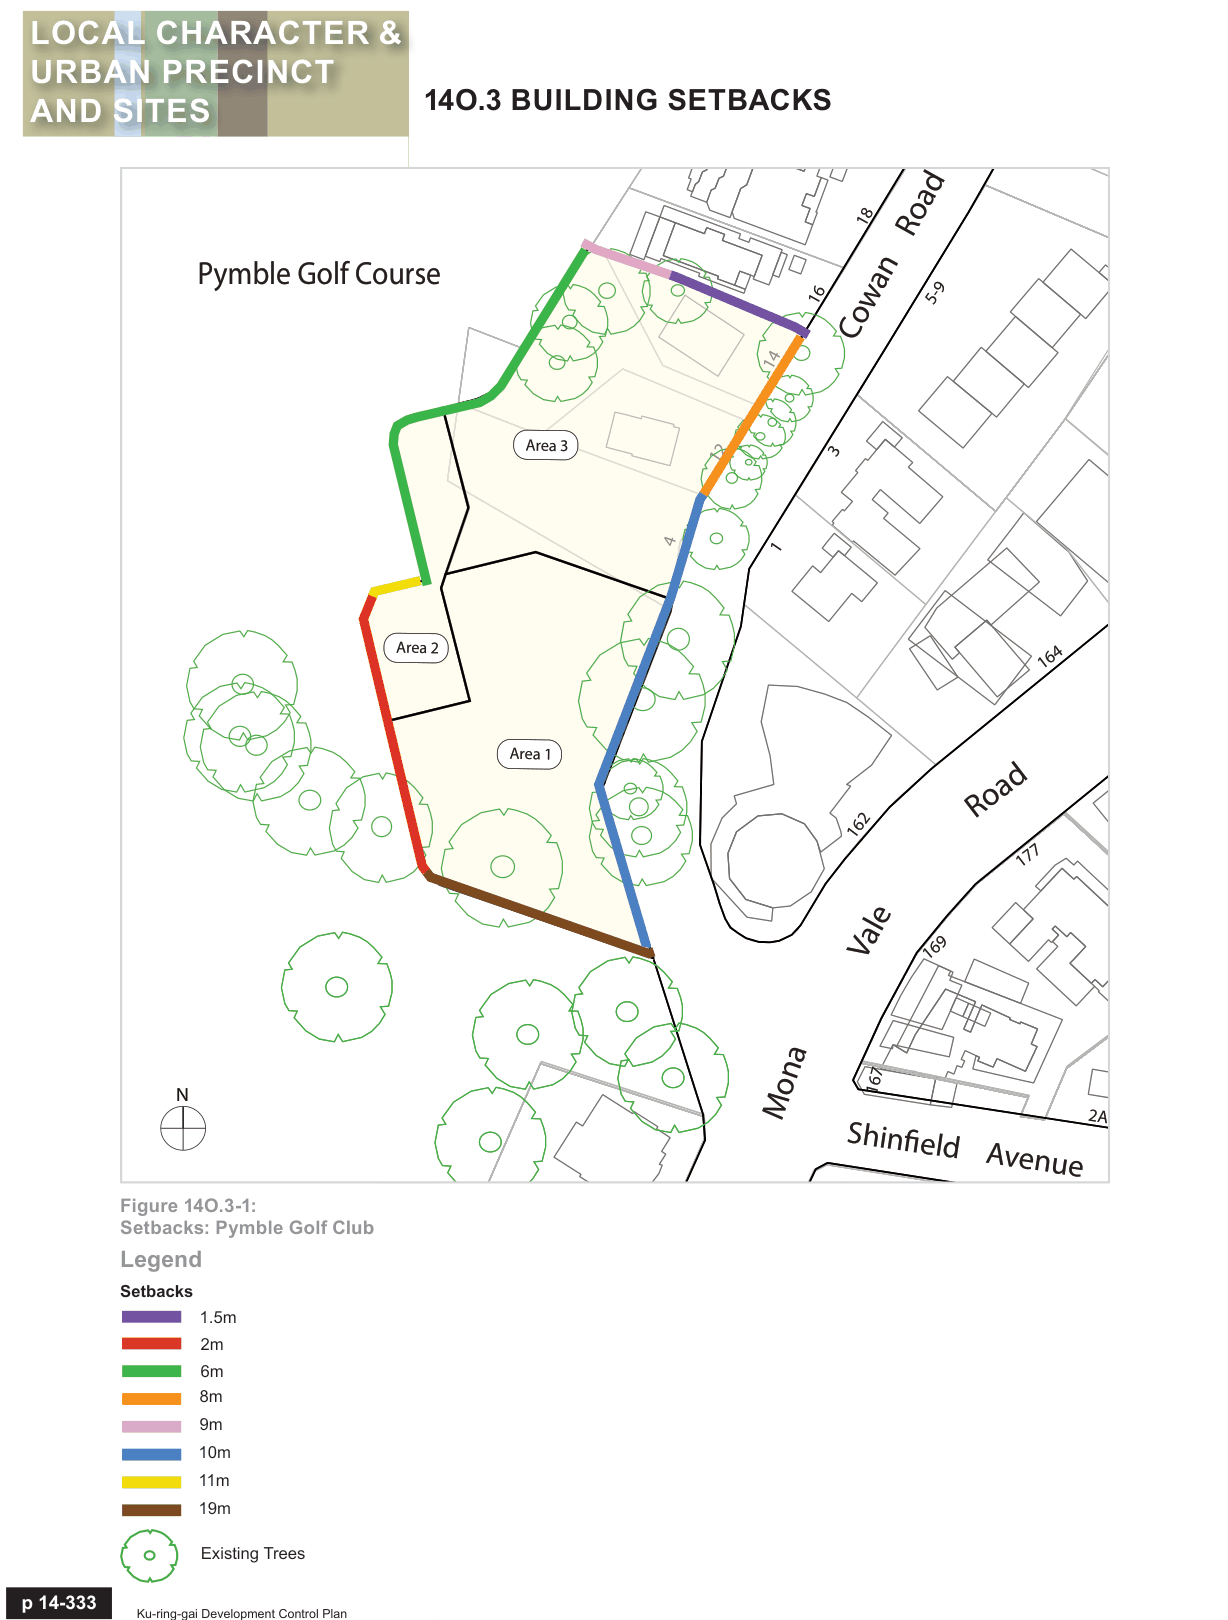 LOCAL CHARACTER &
URBAN PRECINCT
AND SITES
14O.3 BUILDING SETBACKS
Pymble Golf Course
18
Cowan Road
16
5-9
14
Area 3
12
3
4
1
Area 2
164
Area 1
Road
162
177
Vale
169
N
Mona
167
2A
Shinfield Avenue
Figure 14O.3-1:
Setbacks: Pymble Golf Club
Legend
Setbacks
1.5m
2m
6m
8m
9m
10m
11m
19m
Existing Trees
p 14-333
Ku-ring-gai Development Control Plan